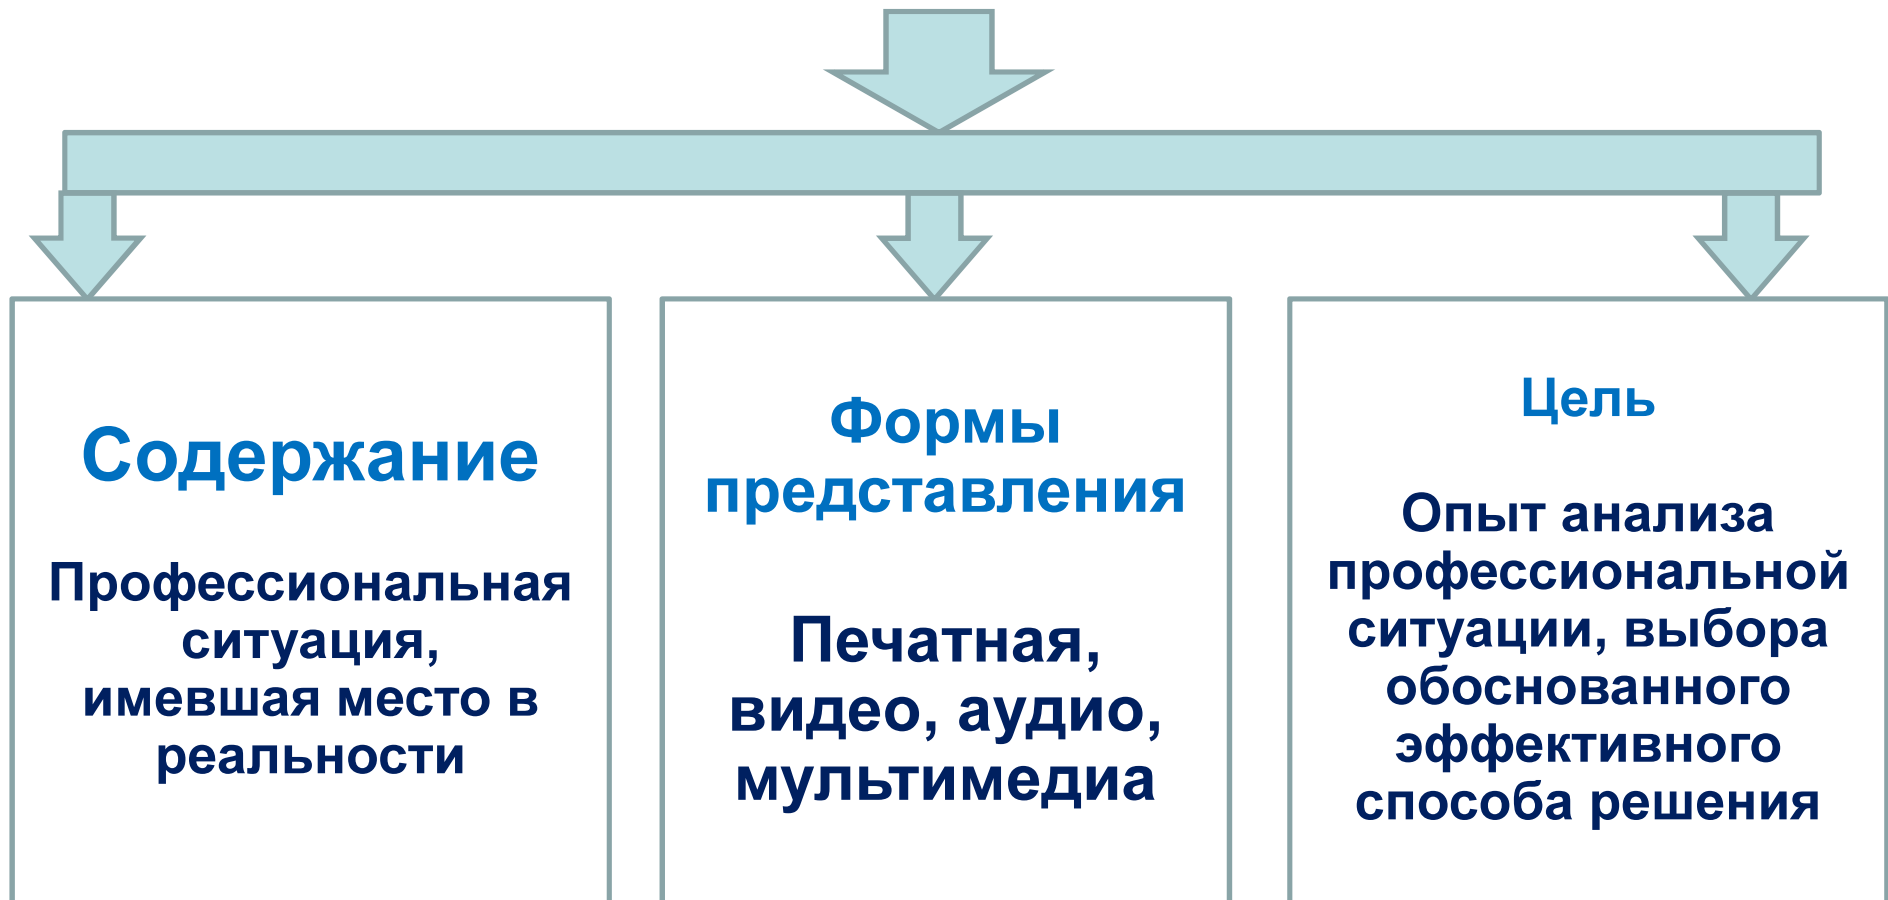 Содержание
Профессиональная
ситуация,
имевшая место в
реальности
Формы
представления
Печатная,
видео, аудио,
мультимедиа
Цель
Опыт анализа
профессиональной
ситуации, выбора
обоснованного
эффективного
способа решения